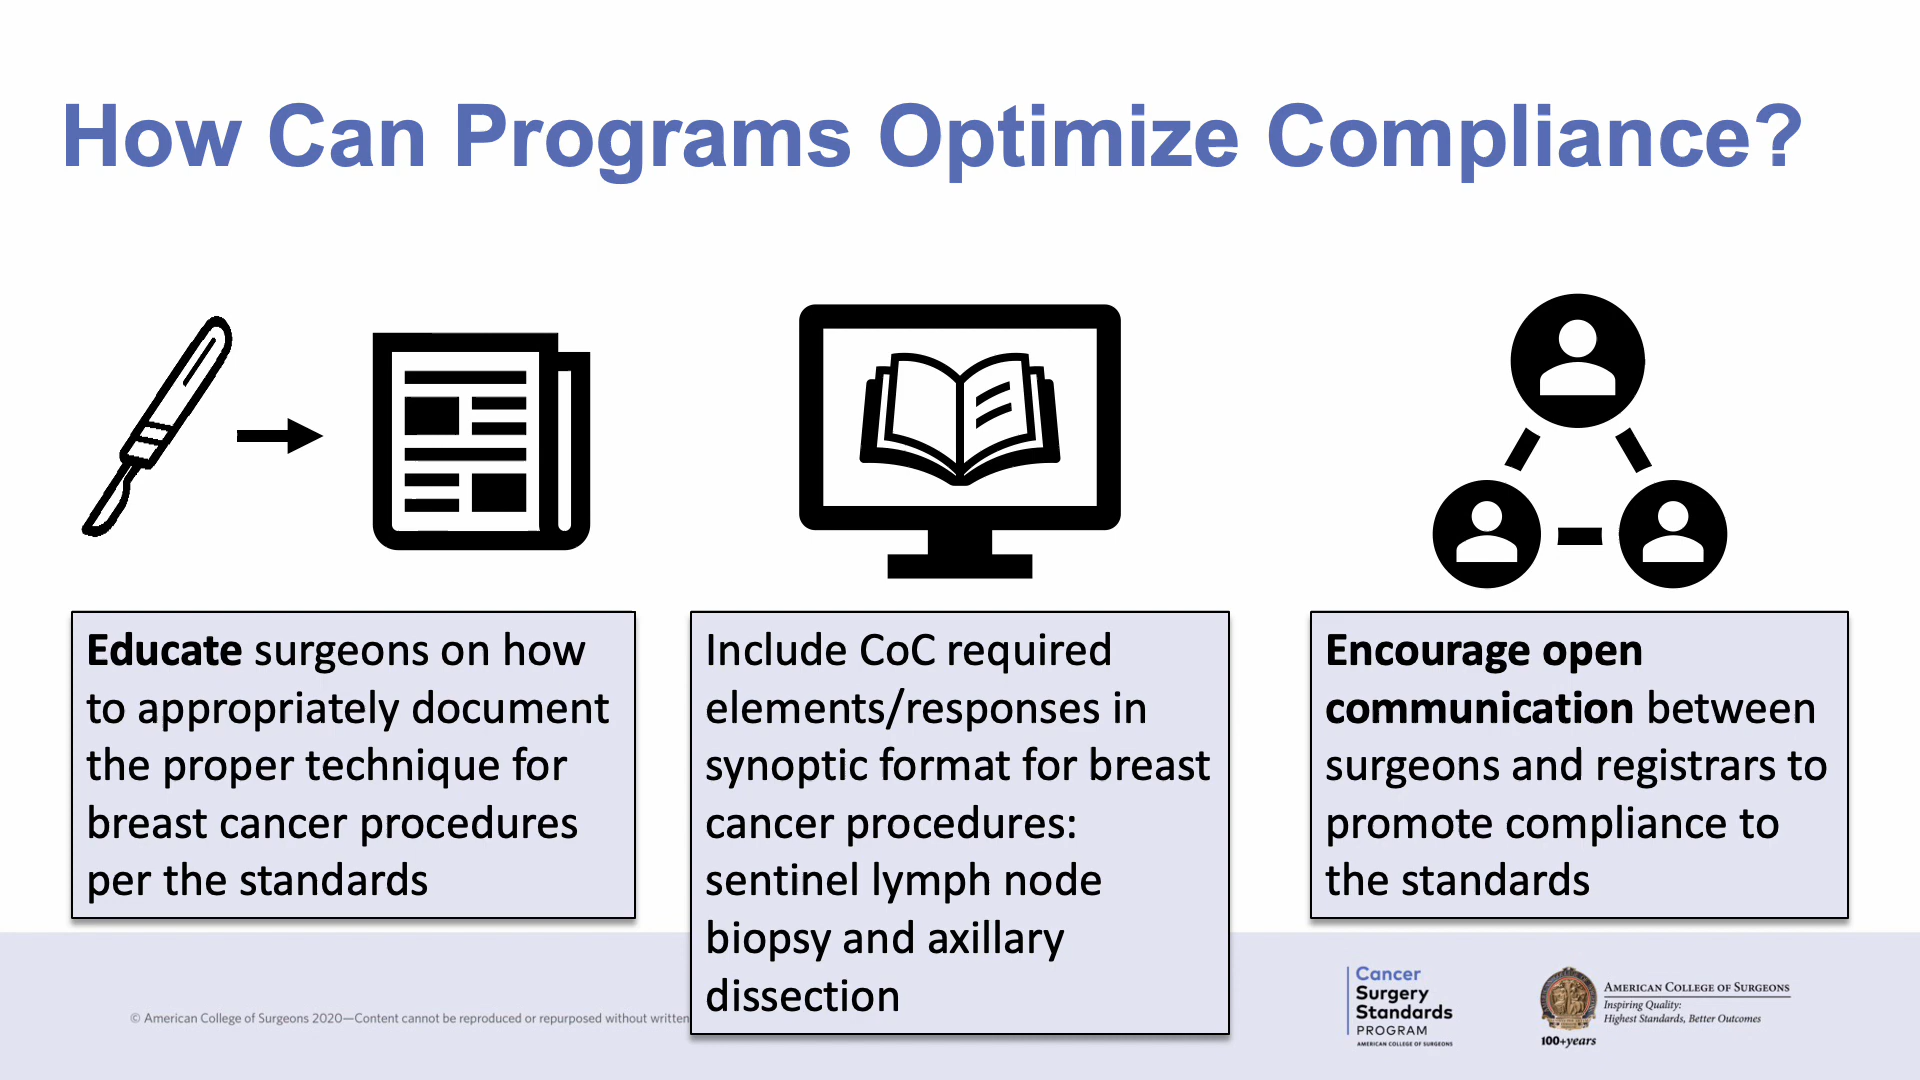 How Can Programs Optimize Compliance?
Educate surgeons on how
to appropriately document
the proper technique for
breast cancer procedures
per the standards
Include CoC required
elements/responses in
synoptic format for breast
cancer procedures:
sentinel lymph node
biopsy and axillary
dissection
Encourage open
communication between
surgeons and registrars to
promote compliance to
the standards
© American College of Surgeons 2020—Content cannot be reproduced or repurposed without written
Cancer
Surgery
Standards
PROGRAM
AMERICAN COLLEGE OF SURGEONS
AMERICAN COLLEGE OF SURGEONS
Inspiring Quality:
Highest Standards, Better Outcomes
100+years